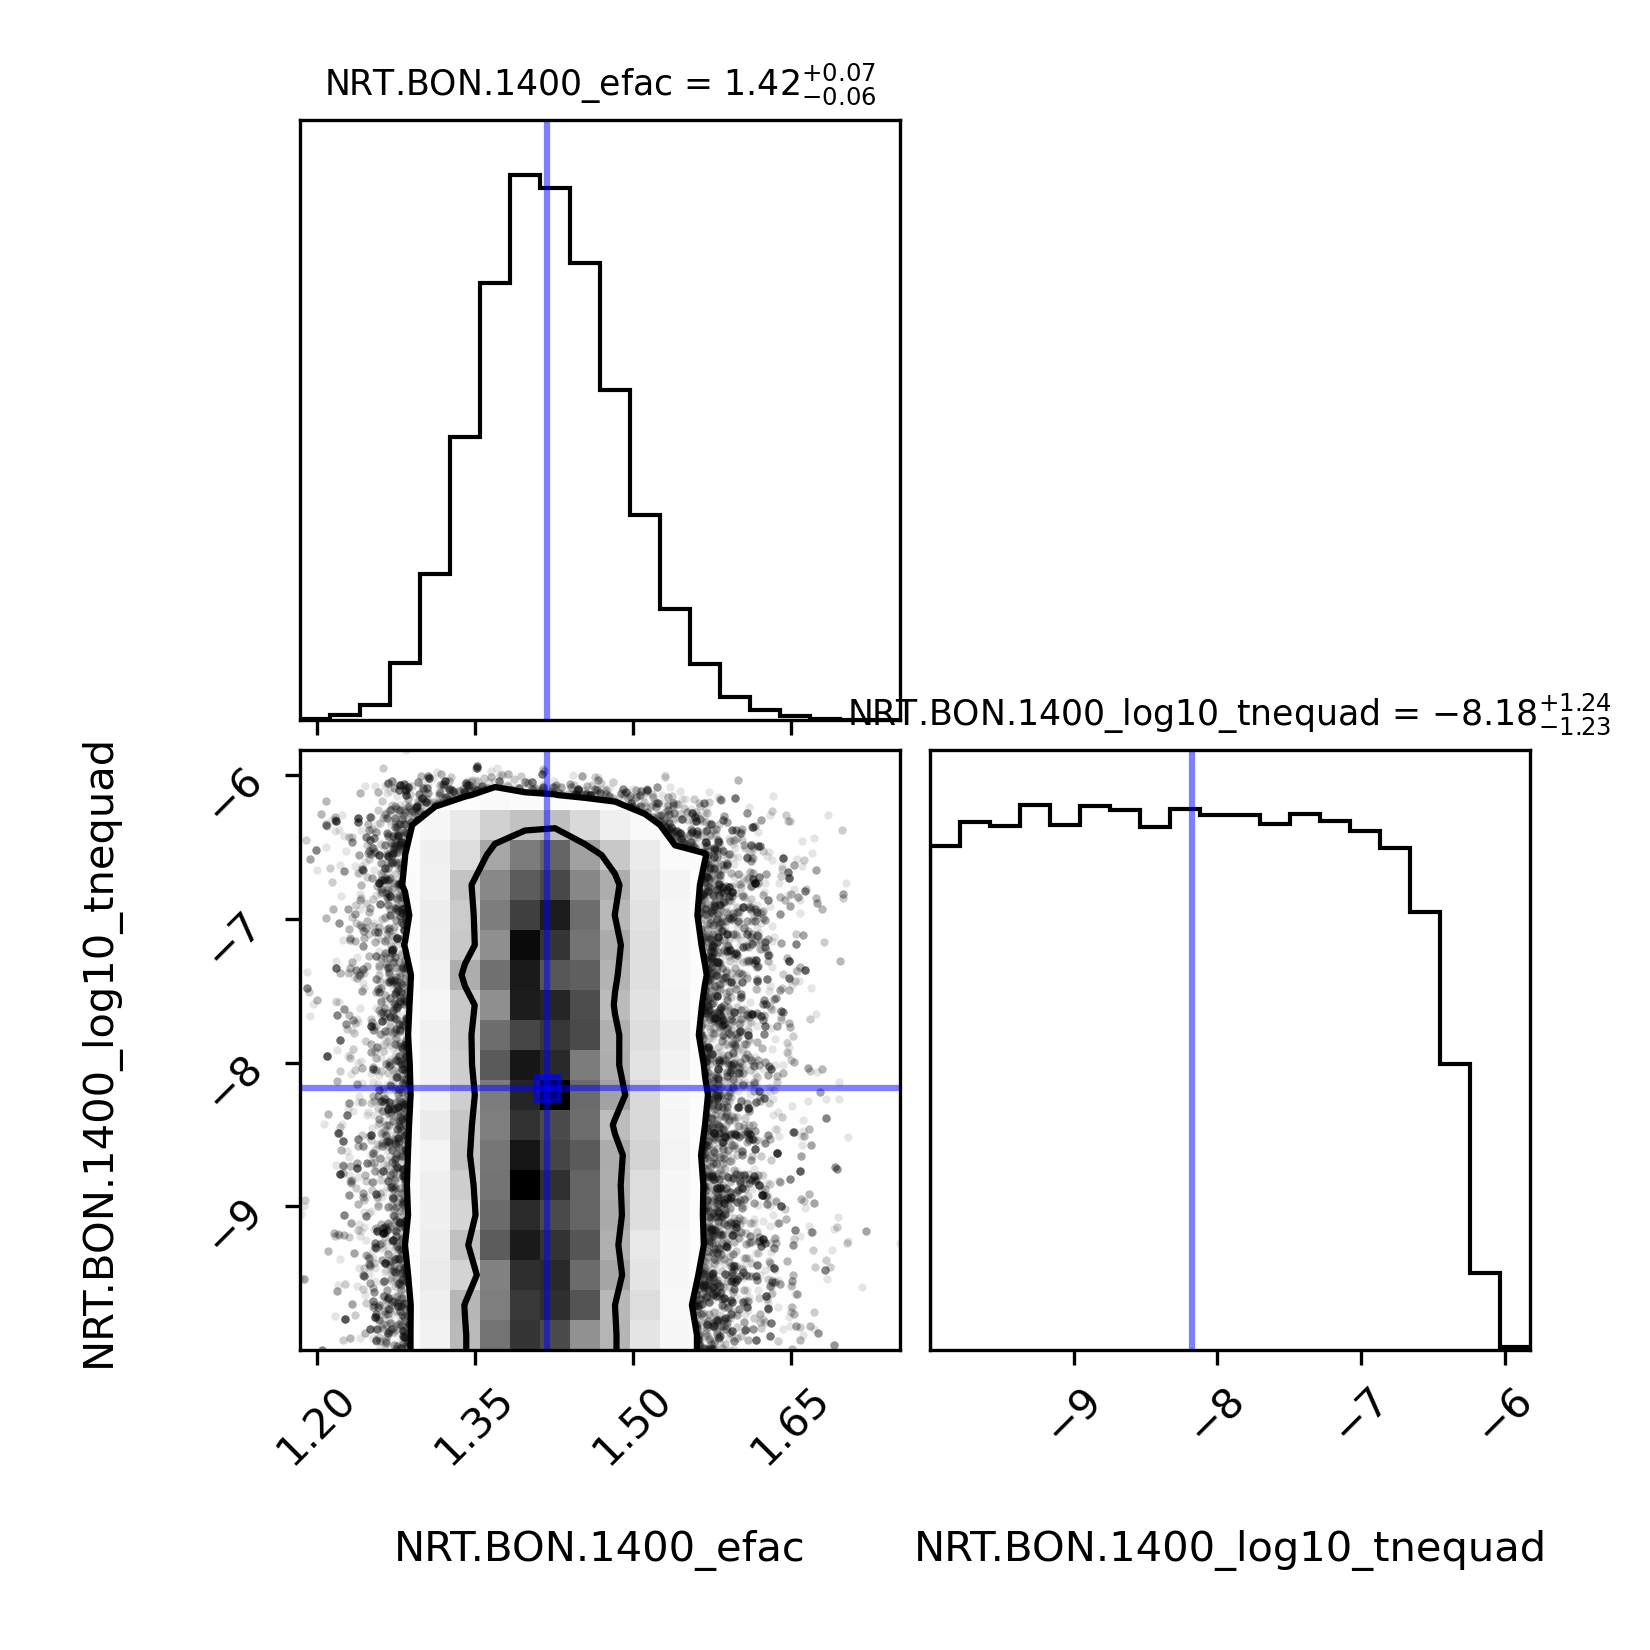 NRT.BON.1400_efac = 1.42+0.07−0.06
NRT.BON.1400_log10_tnequad = −8.18+1.24−1.23
NRT.BON.1400_log10_tnequad
−6
−7
−8
−9
1.20 1.35 1.50 1.65
−9 −8 −7 −6
NRT.BON.1400_efac
NRT.BON.1400_log10_tnequad